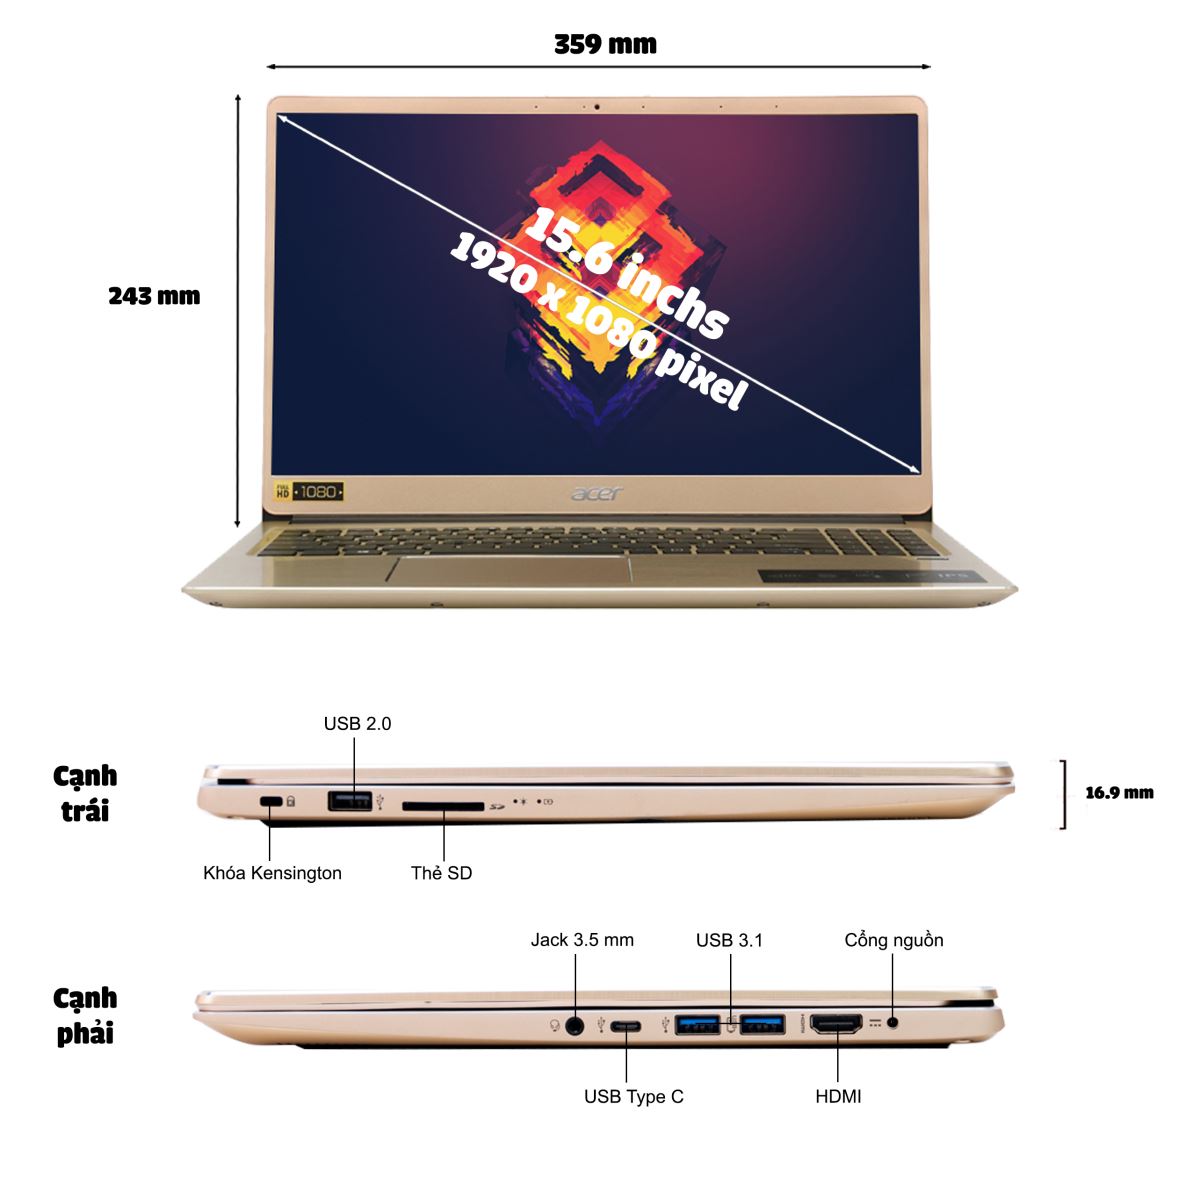 359 mm
243 mm
15.6 inchs
1920 x 1080 pixel
FULL HD 1080
acer
IPS
USB 2.0
Cạnh
trái
16.9 mm
Khóa Kensington
Thẻ SD
Jack 3.5 mm
USB 3.1
Cổng nguồn
Cạnh
phải
HDMI
USB Type C
HDMI